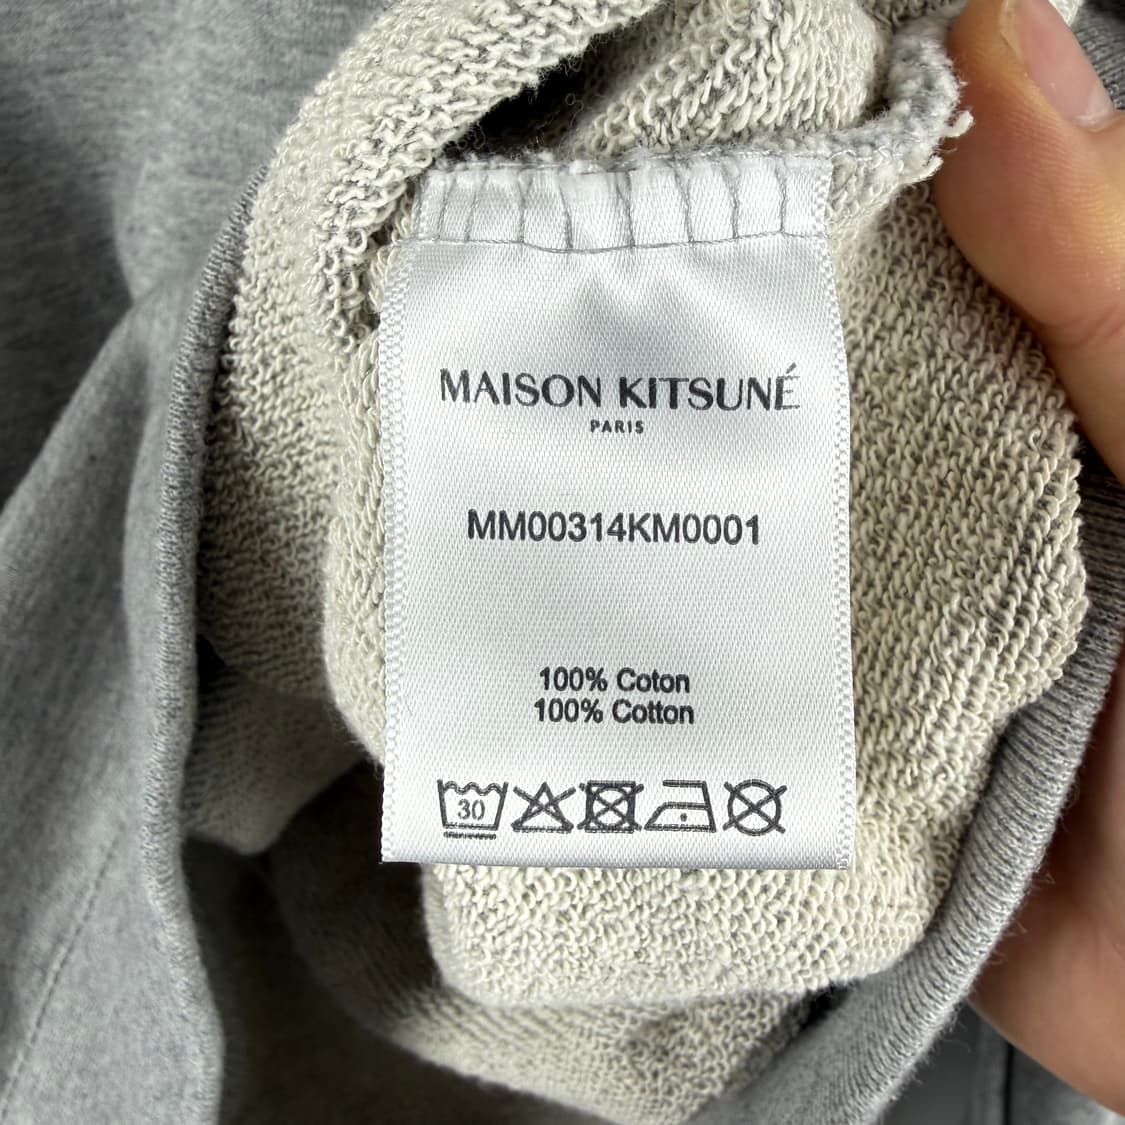 MAISON KITSUNÉ
PARIS
MM00314KM0001
100% Coton
100% Cotton
30